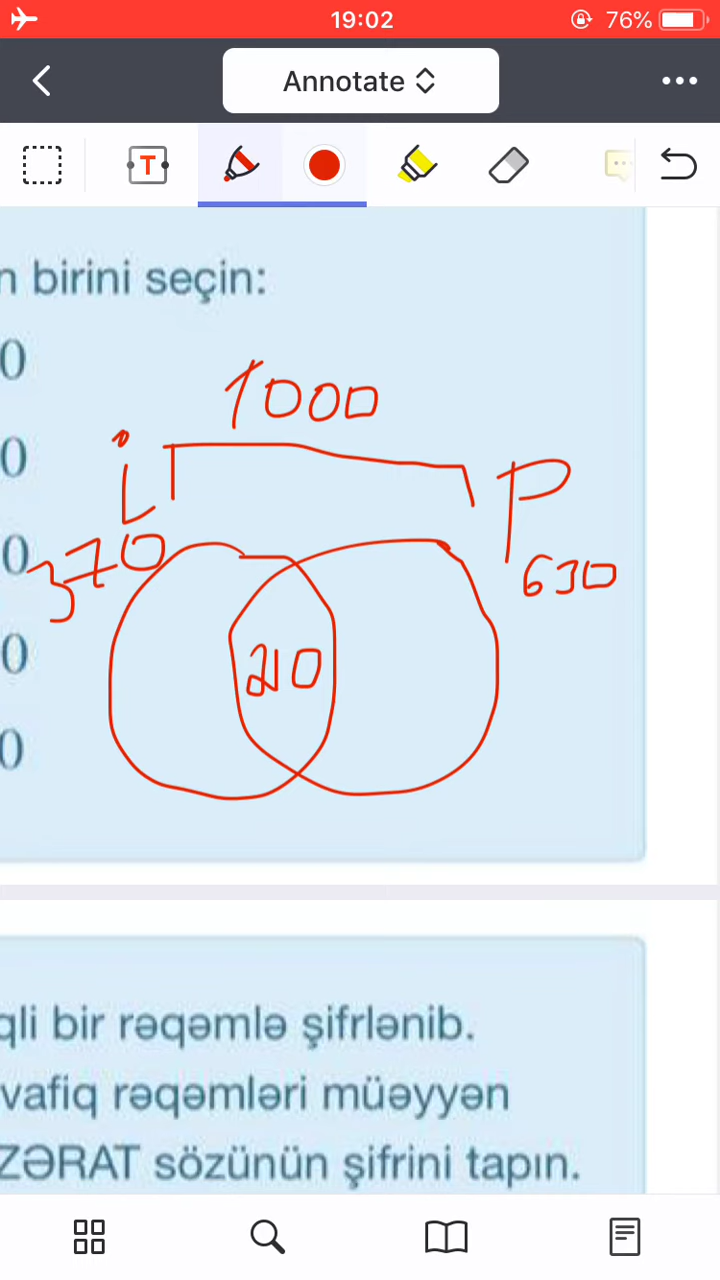 19:02
76%
Annotate
T
n birini seçin:
0
1000
0
i
P
0
370
630
0
210
0
qli bir rəqəmlə şifrlənib.
vafiq rəqəmləri müəyyən
ZƏRAT sözünün şifrini tapın.